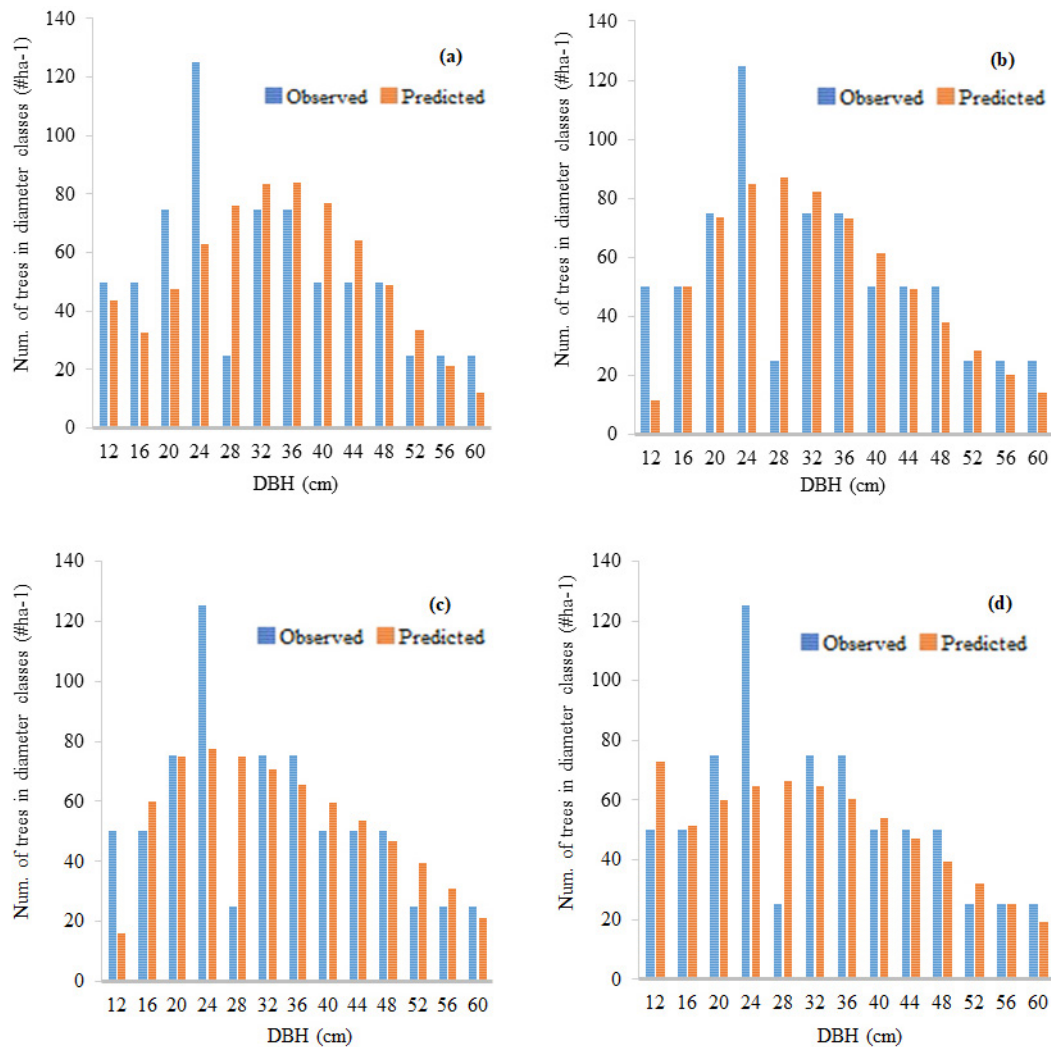 Num. of trees in diameter classes (#ha-1)
140
120
100
80
60
40
20
0
(a)
Observed Predicted
12 16 20 24 28 32 36 40 44 48 52 56 60
DBH (cm)
Num. of trees in diameter classes (#ha-1)
140
120
100
80
60
40
20
0
(b)
Observed Predicted
12 16 20 24 28 32 36 40 44 48 52 56 60
DBH (cm)
Num. of trees in diameter classes (#ha-1)
140
120
100
80
60
40
20
0
(c)
Observed Predicted
12 16 20 24 28 32 36 40 44 48 52 56 60
DBH (cm)
Num. of trees in diameter classes (#ha-1)
140
120
100
80
60
40
20
0
(d)
Observed Predicted
12 16 20 24 28 32 36 40 44 48 52 56 60
DBH (cm)